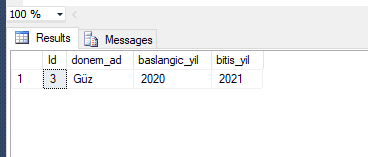 100 %
Results Messages
Id donem_ad baslangic_yil bitis_yil
1 3 Güz 2020 2021